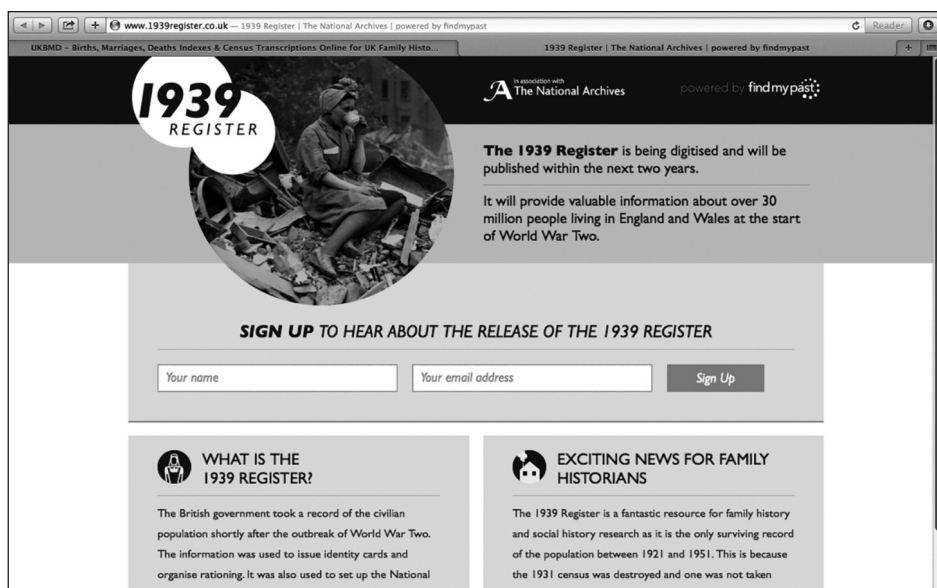 www.1939register.co.uk — 1939 Register | The National Archives | powered by findmypast
Reader
UKBMD – Births, Marriages, Deaths Indexes & Census Transcriptions Online for UK Family Histo...
1939 Register | The National Archives | powered by findmypast
1939
REGISTER
in association with
The National Archives
powered by findmypast
The 1939 Register is being digitised and will be
published within the next two years.
It will provide valuable information about over 30
million people living in England and Wales at the start
of World War Two.
SIGN UP TO HEAR ABOUT THE RELEASE OF THE 1939 REGISTER
Your name
Your email address
Sign Up
WHAT IS THE
1939 REGISTER?
The British government took a record of the civilian
population shortly after the outbreak of World War Two.
The information was used to issue identity cards and
organise rationing. It was also used to set up the National
EXCITING NEWS FOR FAMILY
HISTORIANS
The 1939 Register is a fantastic resource for family history
and social history research as it is the only surviving record
of the population between 1921 and 1951. This is because
the 1931 census was destroyed and one was not taken